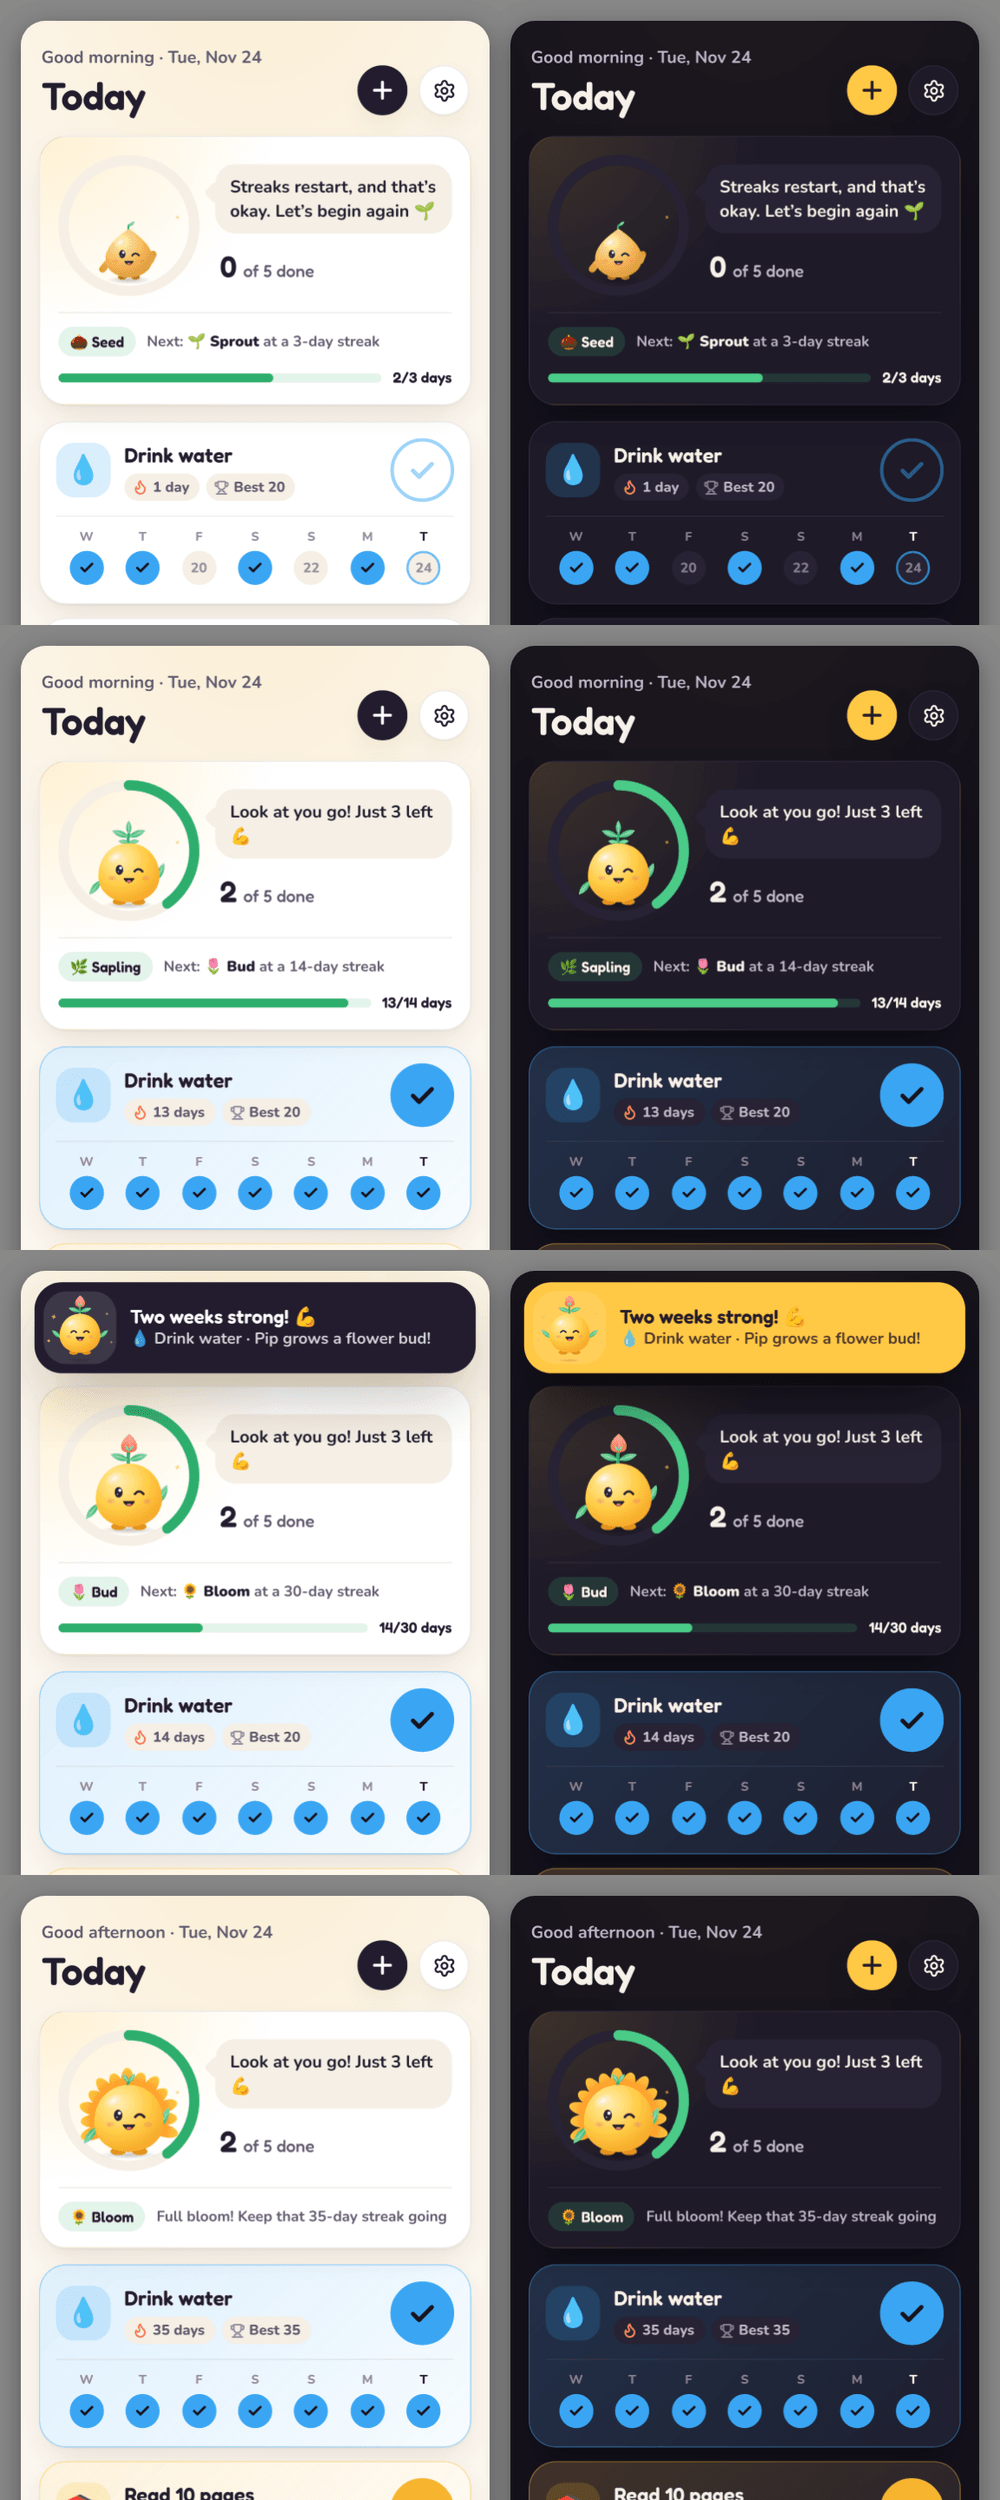 Good morning · Tue, Nov 24
Today
Streaks restart, and that's
okay. Let's begin again 🌱
0 of 5 done
🌰 Seed Next: 🌱 Sprout at a 3-day streak
2/3 days
Drink water
1 day Best 20
W T F S S M T
20 22 24
Good morning · Tue, Nov 24
Today
Streaks restart, and that's
okay. Let's begin again 🌱
0 of 5 done
🌰 Seed Next: 🌱 Sprout at a 3-day streak
2/3 days
Drink water
1 day Best 20
W T F S S M T
20 22 24
Good morning · Tue, Nov 24
Today
Look at you go! Just 3 left
💪
2 of 5 done
🌿 Sapling Next: 🌷 Bud at a 14-day streak
13/14 days
Drink water
13 days Best 20
W T F S S M T
Good morning · Tue, Nov 24
Today
Look at you go! Just 3 left
💪
2 of 5 done
🌿 Sapling Next: 🌷 Bud at a 14-day streak
13/14 days
Drink water
13 days Best 20
W T F S S M T
Two weeks strong! 💪
💧 Drink water · Pip grows a flower bud!
Look at you go! Just 3 left
💪
2 of 5 done
🌷 Bud Next: 🌻 Bloom at a 30-day streak
14/30 days
Drink water
14 days Best 20
W T F S S M T
Two weeks strong! 💪
💧 Drink water · Pip grows a flower bud!
Look at you go! Just 3 left
💪
2 of 5 done
🌷 Bud Next: 🌻 Bloom at a 30-day streak
14/30 days
Drink water
14 days Best 20
W T F S S M T
Good afternoon · Tue, Nov 24
Today
Look at you go! Just 3 left
💪
2 of 5 done
🌻 Bloom Full bloom! Keep that 35-day streak going
Drink water
35 days Best 35
W T F S S M T
Read 10 pages
Good afternoon · Tue, Nov 24
Today
Look at you go! Just 3 left
💪
2 of 5 done
🌻 Bloom Full bloom! Keep that 35-day streak going
Drink water
35 days Best 35
W T F S S M T
Read 10 pages